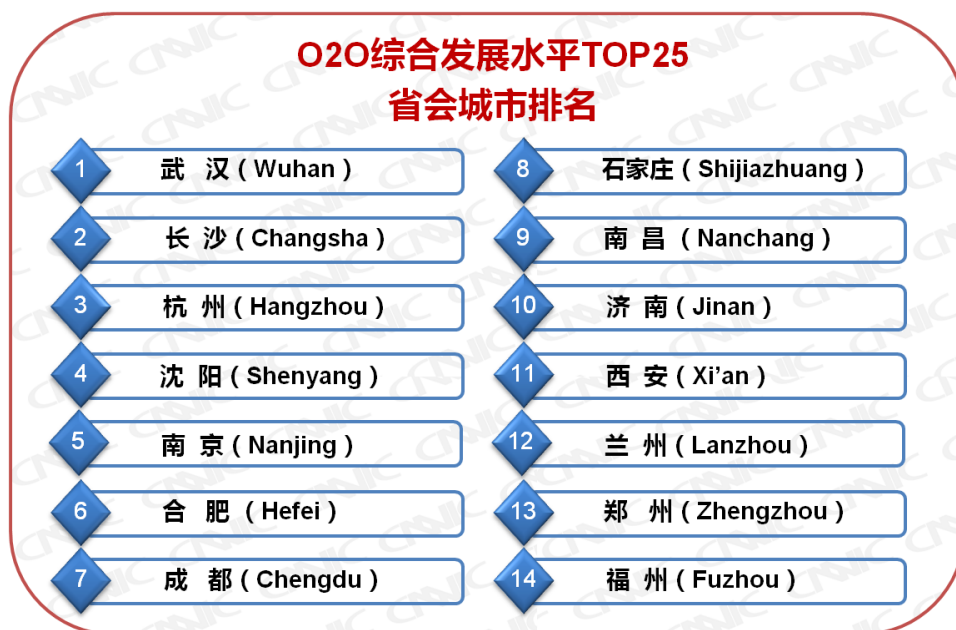 O2O综合发展水平TOP25
省会城市排名
1 武 汉 ( Wuhan )
2 长 沙 ( Changsha )
3 杭 州 ( Hangzhou )
4 沈 阳 ( Shenyang )
5 南 京 ( Nanjing )
6 合 肥 ( Hefei )
7 成 都 ( Chengdu )
8 石家庄 ( Shijiazhuang )
9 南 昌 ( Nanchang )
10 济 南 ( Jinan )
11 西 安 ( Xi’an )
12 兰 州 ( Lanzhou )
13 郑 州 ( Zhengzhou )
14 福 州 ( Fuzhou )